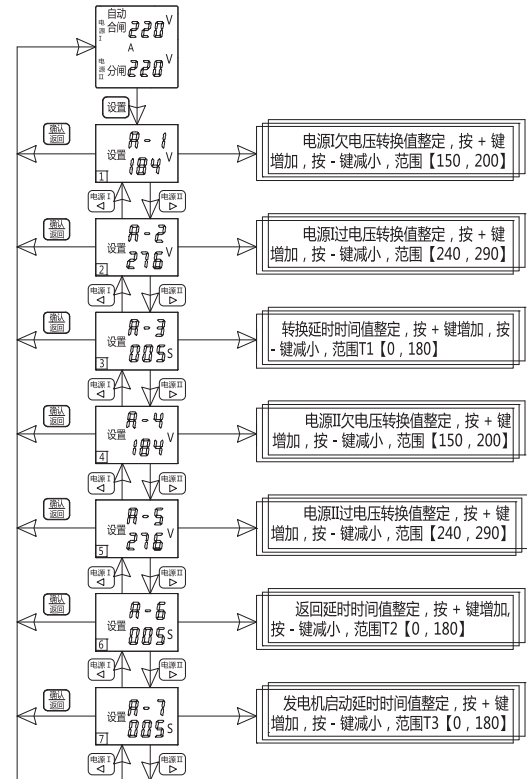 自动
电源I 合闸 220 V
A
电源II 分闸 220 V
设置
确认
返回
设置 A-1
184 V
1
电源I欠电压转换值整定，按 + 键
增加，按 - 键减小，范围【150，200】
电源I ◁
电源II ▷
确认
返回
设置 A-2
276 V
2
电源I过电压转换值整定，按 + 键
增加，按 - 键减小，范围【240，290】
电源I ◁
电源II ▷
确认
返回
设置 A-3
005 S
3
转换延时时间值整定，按 + 键增加，按
- 键减小，范围T1【0，180】
电源I ◁
电源II ▷
确认
返回
设置 A-4
184 V
4
电源II欠电压转换值整定，按 + 键
增加，按 - 键减小，范围【150，200】
电源I ◁
电源II ▷
确认
返回
设置 A-5
276 V
5
电源II过电压转换值整定，按 + 键
增加，按 - 键减小，范围【240，290】
电源I ◁
电源II ▷
确认
返回
设置 A-6
005 S
6
返回延时时间值整定，按 + 键增加,
按 - 键减小，范围T2【0，180】
电源I ◁
电源II ▷
确认
返回
设置 A-7
005 S
7
发电机启动延时时间值整定，按 + 键
增加，按 - 键减小，范围T3【0，180】
电源I ◁
电源II ▷